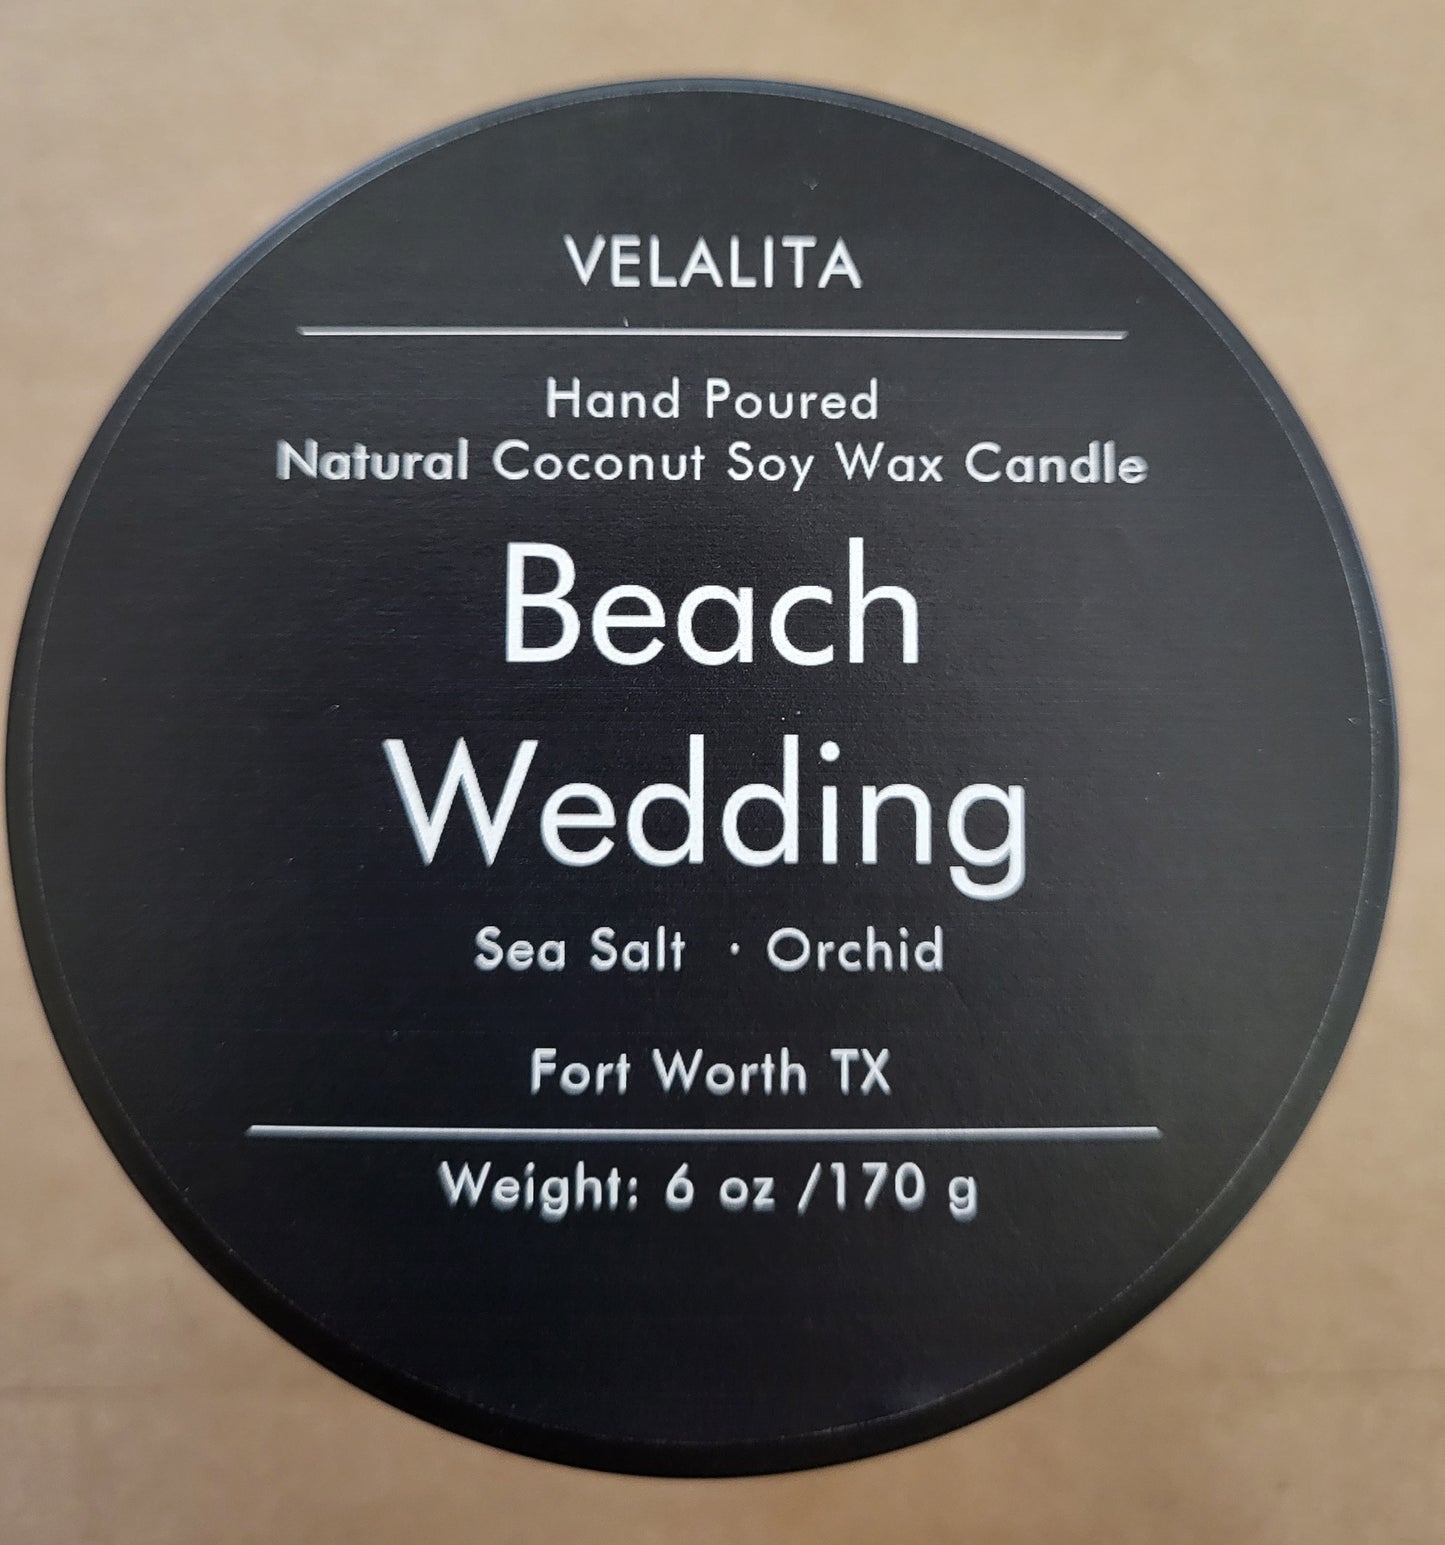 VELALITA
Hand Poured
Natural Coconut Soy Wax Candle
Beach
Wedding
Sea Salt · Orchid
Fort Worth TX
Weight: 6 oz /170 g